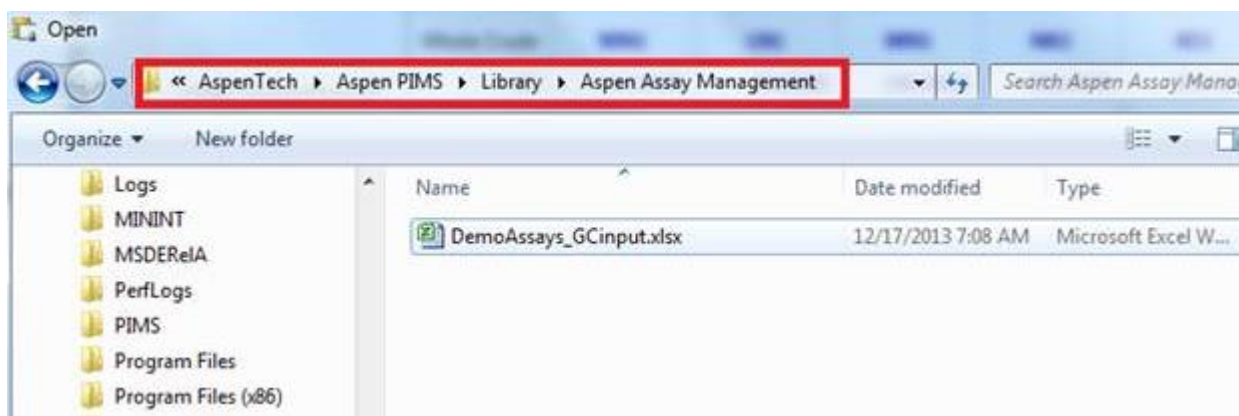 Open
« AspenTech ▸ Aspen PIMS ▸ Library ▸ Aspen Assay Management
Search Aspen Assay Manag
Organize ▾ New folder
Logs
MININT
MSDERelA
PerfLogs
PIMS
Program Files
Program Files (x86)
Name Date modified Type
DemoAssays_GCinput.xlsx 12/17/2013 7:08 AM Microsoft Excel W...